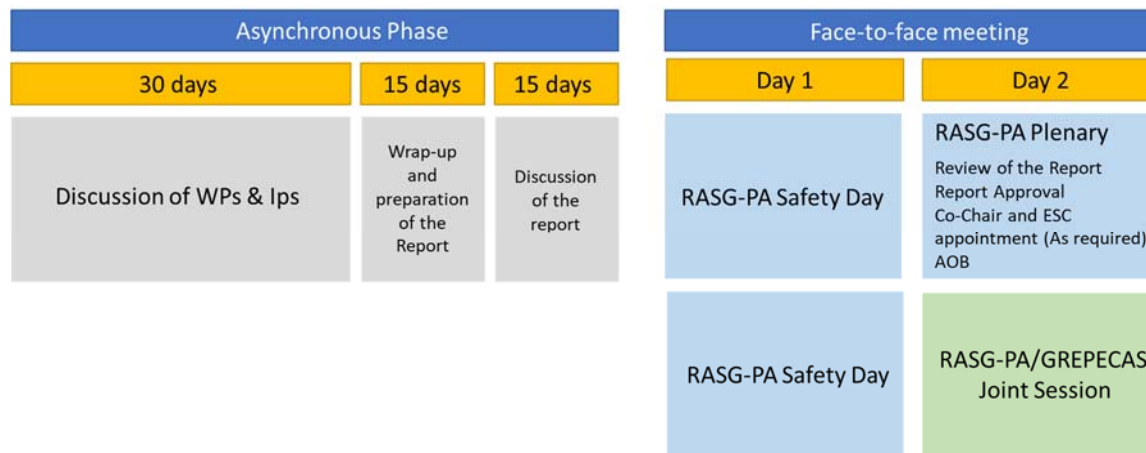 Asynchronous Phase
30 days
15 days
15 days
Discussion of WPs & Ips
Wrap-up
and
preparation
of the
Report
Discussion
of the
report
Face-to-face meeting
Day 1
Day 2
RASG-PA Safety Day
RASG-PA Plenary
Review of the Report
Report Approval
Co-Chair and ESC
appointment (As required)
AOB
RASG-PA Safety Day
RASG-PA/GREPECAS
Joint Session